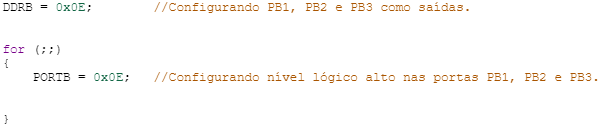 DDRB = 0x0E;        //Configurando PB1, PB2 e PB3 como saídas.
for (;;)
{
    PORTB = 0x0E;   //Configurando nível lógico alto nas portas PB1, PB2 e PB3.
}